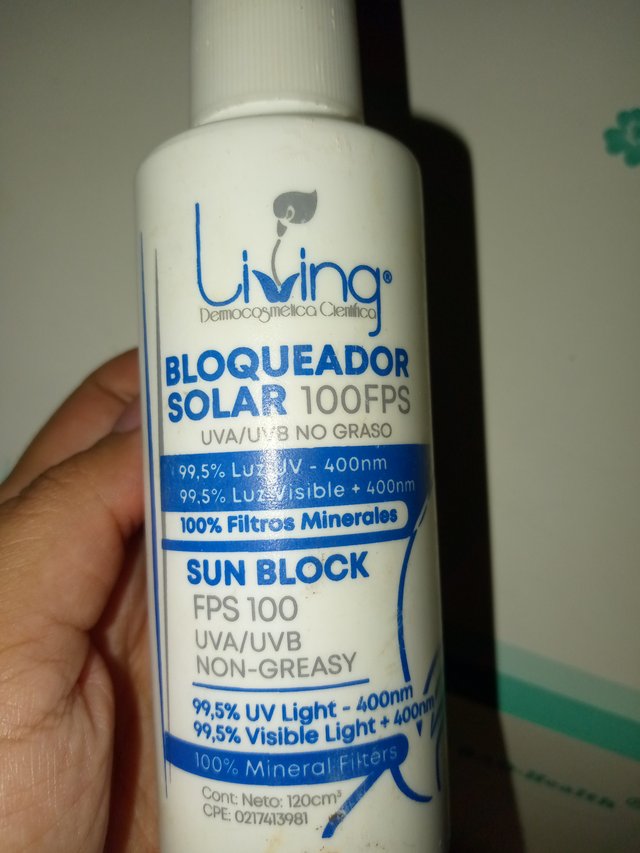 Living®
Dermocosmética Científica
BLOQUEADOR
SOLAR 100FPS
UVA/UVB NO GRASO
99,5% Luz UV - 400nm
99.5% Luz Visible + 400nm
100% Filtros Minerales
SUN BLOCK
FPS 100
UVA/UVB
NON-GREASY
99,5% UV Light - 400nm
99,5% Visible Light + 400nm
100% Mineral Filters
Cont: Neto: 120cm³
CPE: 0217413981
Health